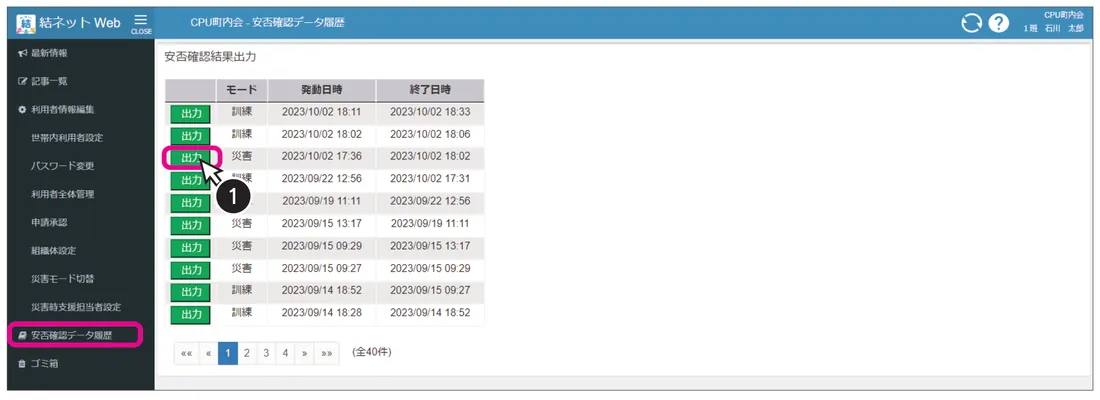 結ネット Web
CLOSE
CPU町内会 - 安否確認データ履歴
?
CPU町内会
1班 石川 太郎
最新情報
記事一覧
利用者情報編集
世帯内利用者設定
パスワード変更
利用者全体管理
申請承認
組織体設定
災害モード切替
災害時支援担当者設定
安否確認データ履歴
ゴミ箱
安否確認結果出力
モード 発動日時 終了日時
出力 訓練 2023/10/02 18:11 2023/10/02 18:33
出力 訓練 2023/10/02 18:02 2023/10/02 18:06
出力 災害 2023/10/02 17:36 2023/10/02 18:02
出力 訓練 2023/09/22 12:56 2023/10/02 17:31
1
出力 2023/09/19 11:11 2023/09/22 12:56
出力 災害 2023/09/15 13:17 2023/09/19 11:11
出力 災害 2023/09/15 09:29 2023/09/15 13:17
出力 災害 2023/09/15 09:27 2023/09/15 09:29
出力 訓練 2023/09/14 18:52 2023/09/15 09:27
出力 訓練 2023/09/14 18:28 2023/09/14 18:52
«« « 1 2 3 4 » »» (全40件)